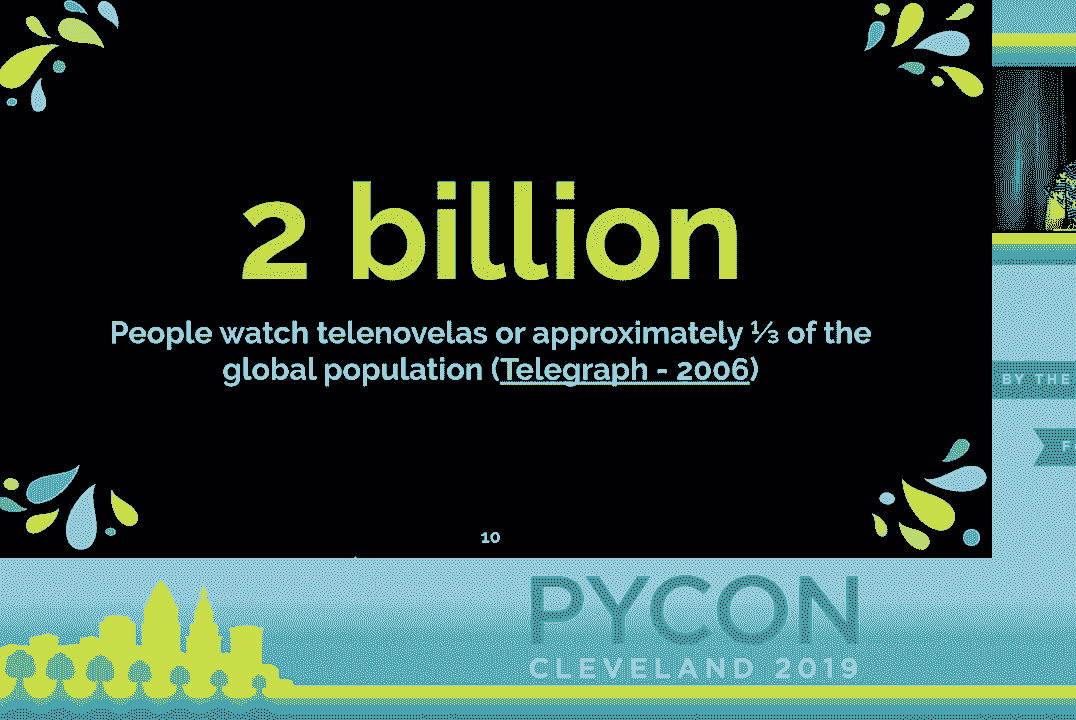 2 billion
People watch telenovelas or approximately ⅓ of the
global population (Telegraph - 2006)
10
BY THE
PYCON
CLEVELAND 2019